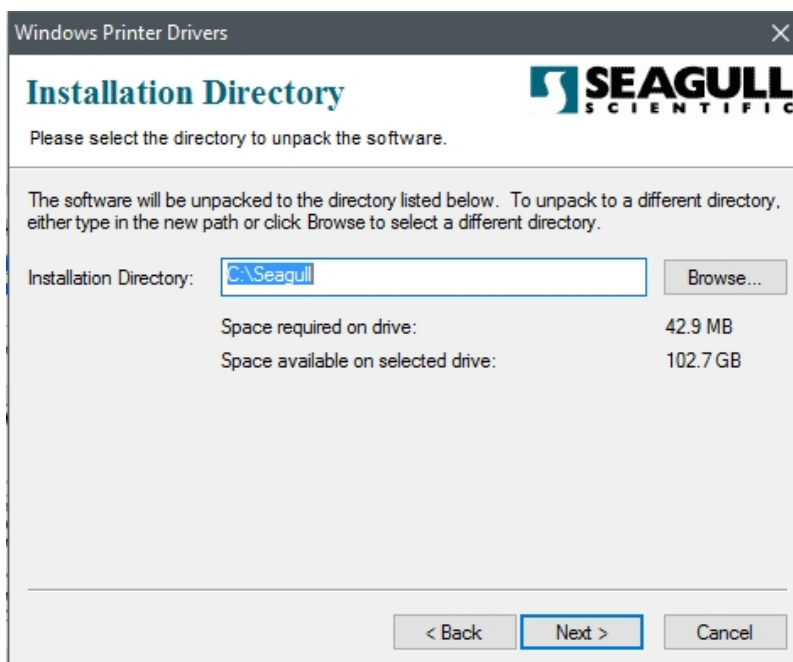 Windows Printer Drivers
Installation Directory
SEAGULL
SCIENTIFIC
Please select the directory to unpack the software.
The software will be unpacked to the directory listed below. To unpack to a different directory,
either type in the new path or click Browse to select a different directory.
Installation Directory: C:\Seagull Browse...
Space required on drive: 42.9 MB
Space available on selected drive: 102.7 GB
< Back Next > Cancel